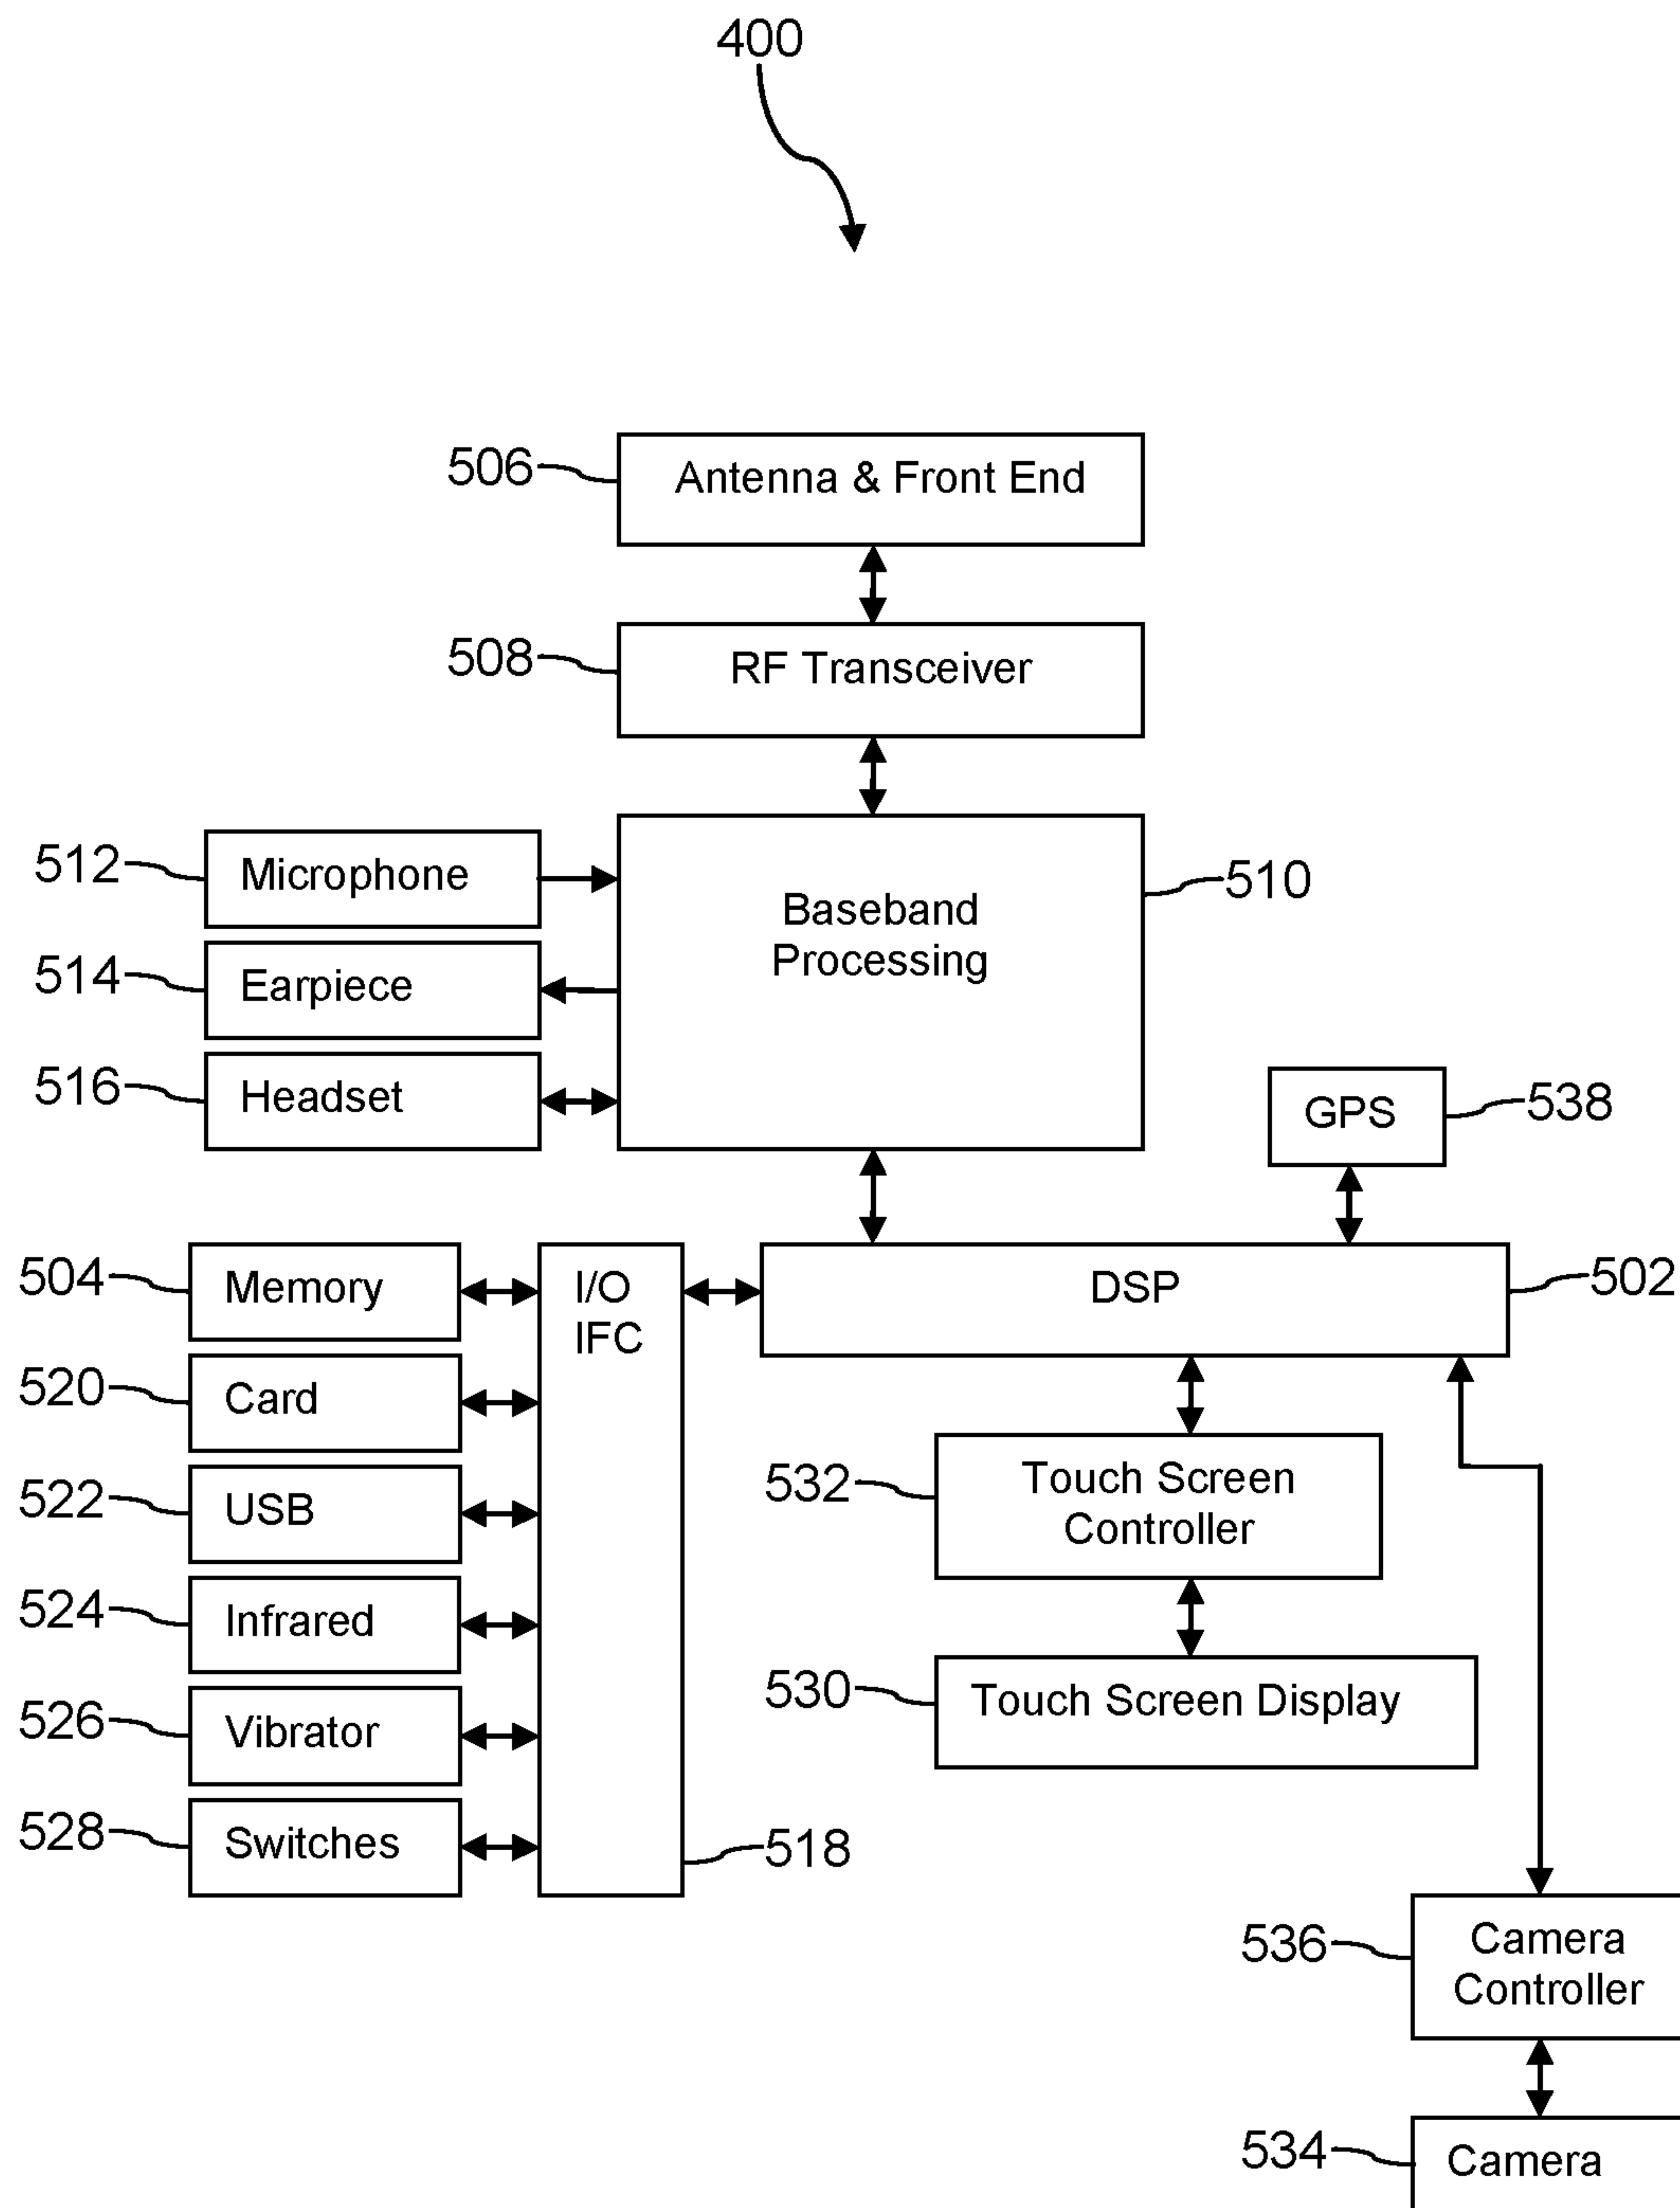 400
506
Antenna & Front End
508
RF Transceiver
512
Microphone
510
Baseband
Processing
514
Earpiece
516
Headset
GPS
538
504
Memory
I/O
IFC
DSP
502
520
Card
522
USB
532
Touch Screen
Controller
524
Infrared
530
Touch Screen Display
526
Vibrator
528
Switches
518
536
Camera
Controller
534
Camera